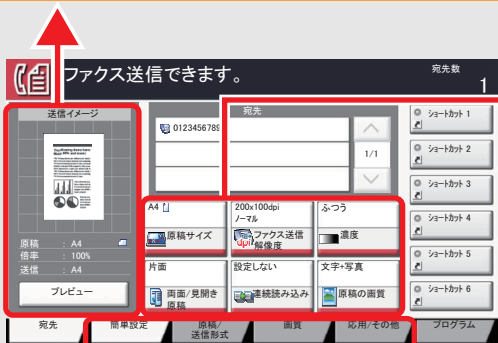 ファクス送信できます。
宛先数
1
送信イメージ
原稿 : A4
倍率 : 100%
送信 : A4
プレビュー
宛先
0123456789
1/1
A4
原稿サイズ
200x100dpi
ノーマル
ファクス送信
解像度
ふつう
濃度
片面
両面/見開き
原稿
設定しない
連続読み込み
文字+写真
原稿の画質
ショートカット 1
ショートカット 2
ショートカット 3
ショートカット 4
ショートカット 5
ショートカット 6
宛先
簡単設定
原稿/
送信形式
画質
応用/その他
プログラム